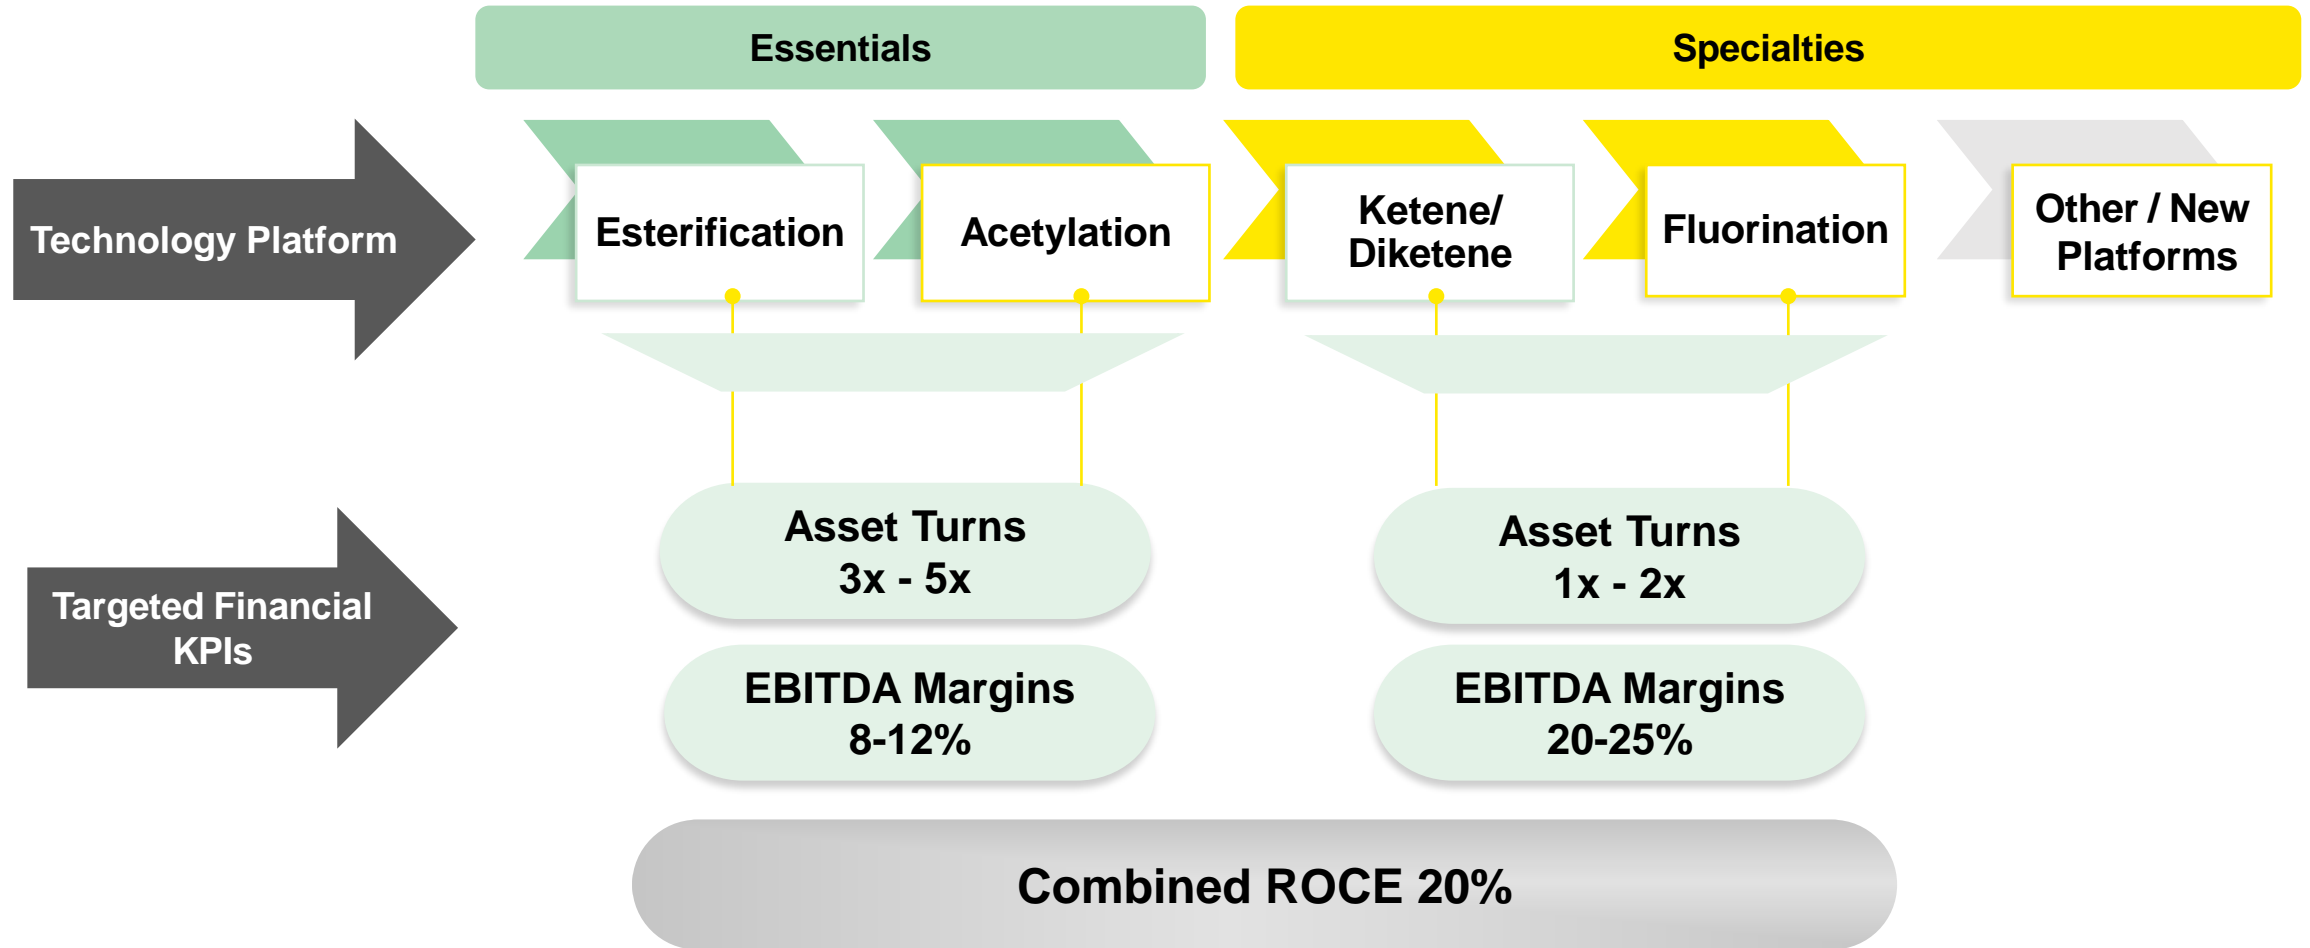 Essentials
Specialties
Technology Platform
Esterification
Acetylation
Ketene/
Diketene
Fluorination
Other / New
Platforms
Targeted Financial
KPIs
Asset Turns
3x - 5x
Asset Turns
1x - 2x
EBITDA Margins
8-12%
EBITDA Margins
20-25%
Combined ROCE 20%